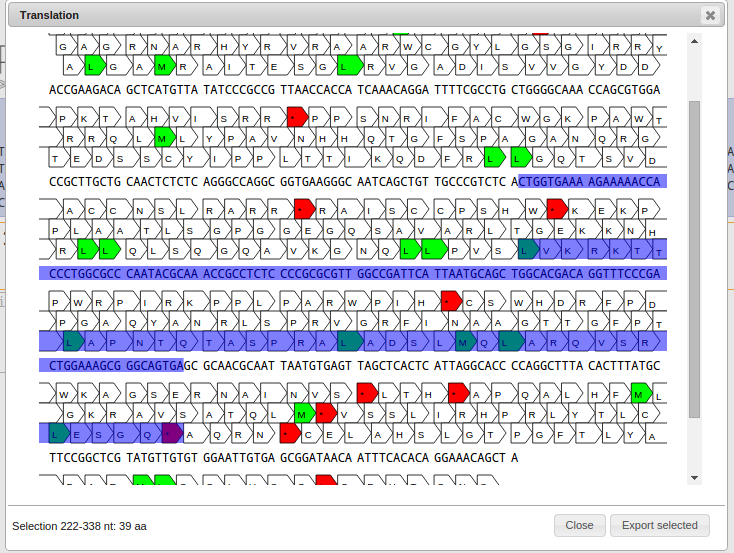 Translation
G A G R N A R H Y R V R A A R W C G Y L G S G I R R Y
A L G A M R A I T E S G L R V G A D I S V V G Y D D
ACCGAAGACA GCTCATGTTA TATCCCGCCG TTAACCACCA TCAAACAGGA TTTTCGCCTG CTGGGGCAAA CCAGCGTGGA
P K T A H V I S R R * P P S N R I F A C W G K P A W T
R R Q L M L Y P A V N H H Q T G F S P A G A N Q R G
T E D S S C Y I P P L T T I K Q D F R L L G Q T S V D
CCGCTTGCTG CAACTCTCTC AGGGCCAGGC GGTGAAGGGC AATCAGCTGT TGCCCGTCTC ACTGGTGAAA AGAAAAACCA
A C C N S L R A R R * R A I S C C P S H W * K E K P
P L A A T L S G P G G E G Q S A V A R L T G E K K N H
R L L Q L S Q G Q A V K G N Q L L P V S L V K R K T T
CCCTGGCGCC CAATACGCAA ACCGCCTCTC CCCGCGCGTT GGCCGATTCA TTAATGCAGC TGGCACGACA GGTTTCCCGA
P W R P I R K P P L P A R W P I H * C S W H D R F P D
P G A Q Y A N R L S P R V G R F I N A A G T T G F P T
L A P N T Q T A S P R A L A D S L M Q L A R Q V S R
CTGGAAAGCG GGCAGTGAGC GCAACGCAAT TAATGTGAGT TAGCTCACTC ATTAGGCACC CCAGGCTTTA CACTTTATGC
W K A G S E R N A I N V S * L T H * A P Q A L H F M L
G K R A V S A T Q L M * V S S L I R H P R L Y T L C
L E S G Q * A Q R N * C E L A H S L G T P G F T L Y A
TTCCGGCTCG TATGTTGTGT GGAATTGTGA GCGGATAACA ATTTCACACA GGAAACAGCT A
Selection 222-338 nt: 39 aa
Close
Export selected